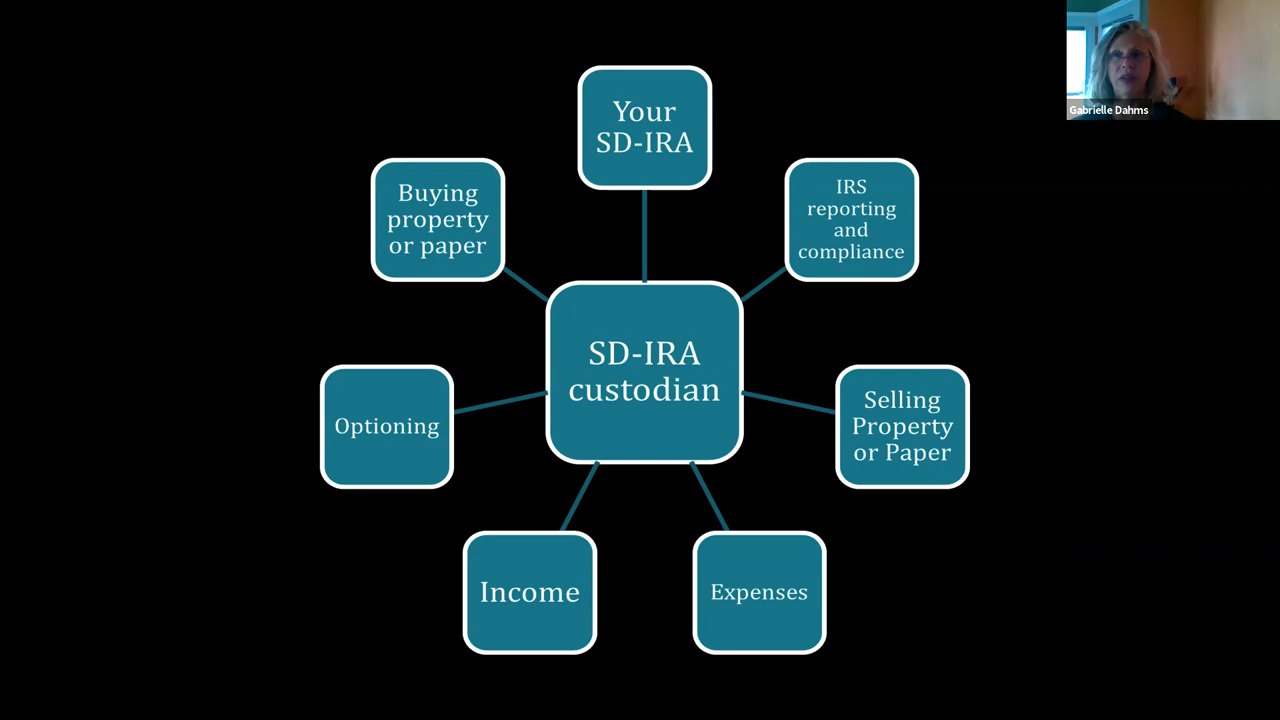 Your
SD-IRA
Gabrielle Dahms
Buying
property
or paper
IRS
reporting
and
compliance
SD-IRA
custodian
Optioning
Selling
Property
or Paper
Income
Expenses